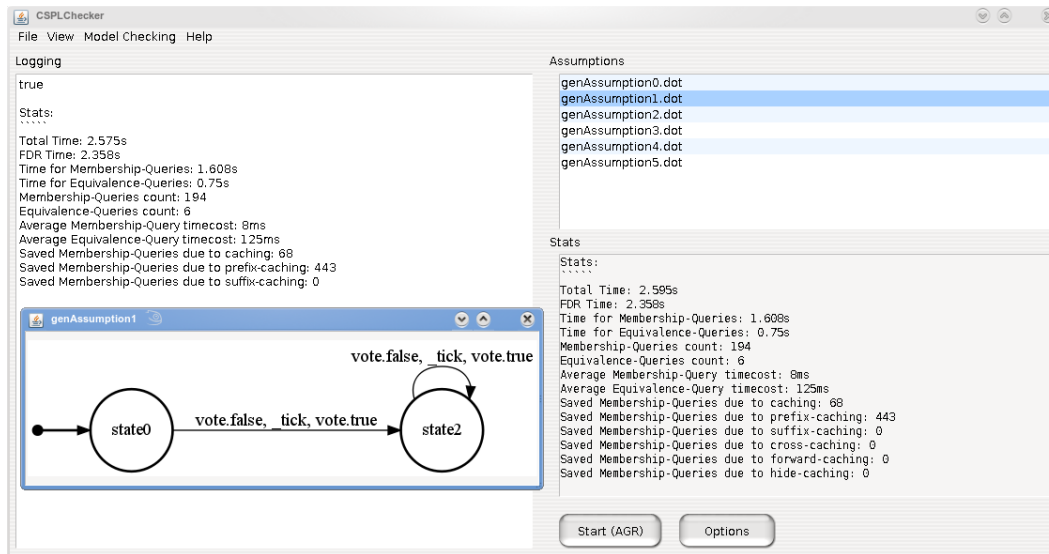 CSPLChecker
File View Model Checking Help
Logging
true
Stats:
`````
Total Time: 2.575s
FDR Time: 2.358s
Time for Membership-Queries: 1.608s
Time for Equivalence-Queries: 0.75s
Membership-Queries count: 194
Equivalence-Queries count: 6
Average Membership-Query timecost: 8ms
Average Equivalence-Query timecost: 125ms
Saved Membership-Queries due to caching: 68
Saved Membership-Queries due to prefix-caching: 443
Saved Membership-Queries due to suffix-caching: 0
genAssumption1
vote.false, _tick, vote.true
state0
vote.false, _tick, vote.true
state2
Assumptions
genAssumption0.dot
genAssumption1.dot
genAssumption2.dot
genAssumption3.dot
genAssumption4.dot
genAssumption5.dot
Stats
Stats:
`````
Total Time: 2.595s
FDR Time: 2.358s
Time for Membership-Queries: 1.608s
Time for Equivalence-Queries: 0.75s
Membership-Queries count: 194
Equivalence-Queries count: 6
Average Membership-Query timecost: 8ms
Average Equivalence-Query timecost: 125ms
Saved Membership-Queries due to caching: 68
Saved Membership-Queries due to prefix-caching: 443
Saved Membership-Queries due to suffix-caching: 0
Saved Membership-Queries due to cross-caching: 0
Saved Membership-Queries due to forward-caching: 0
Saved Membership-Queries due to hide-caching: 0
Start (AGR)
Options